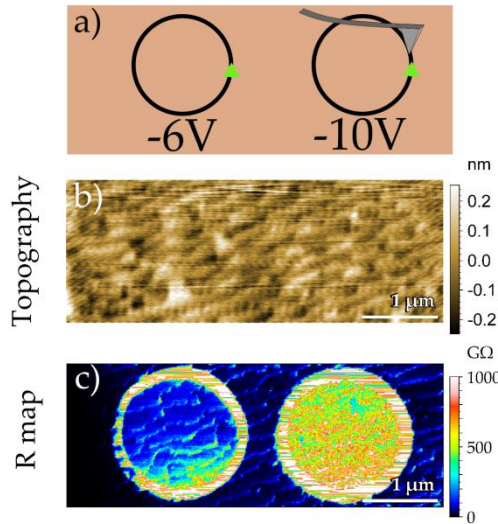 a)
-6V
-10V
Topography
b)
1 μm
nm
0.2
0.1
0.0
-0.1
-0.2
R map
c)
1 μm
GΩ
1000
500
0